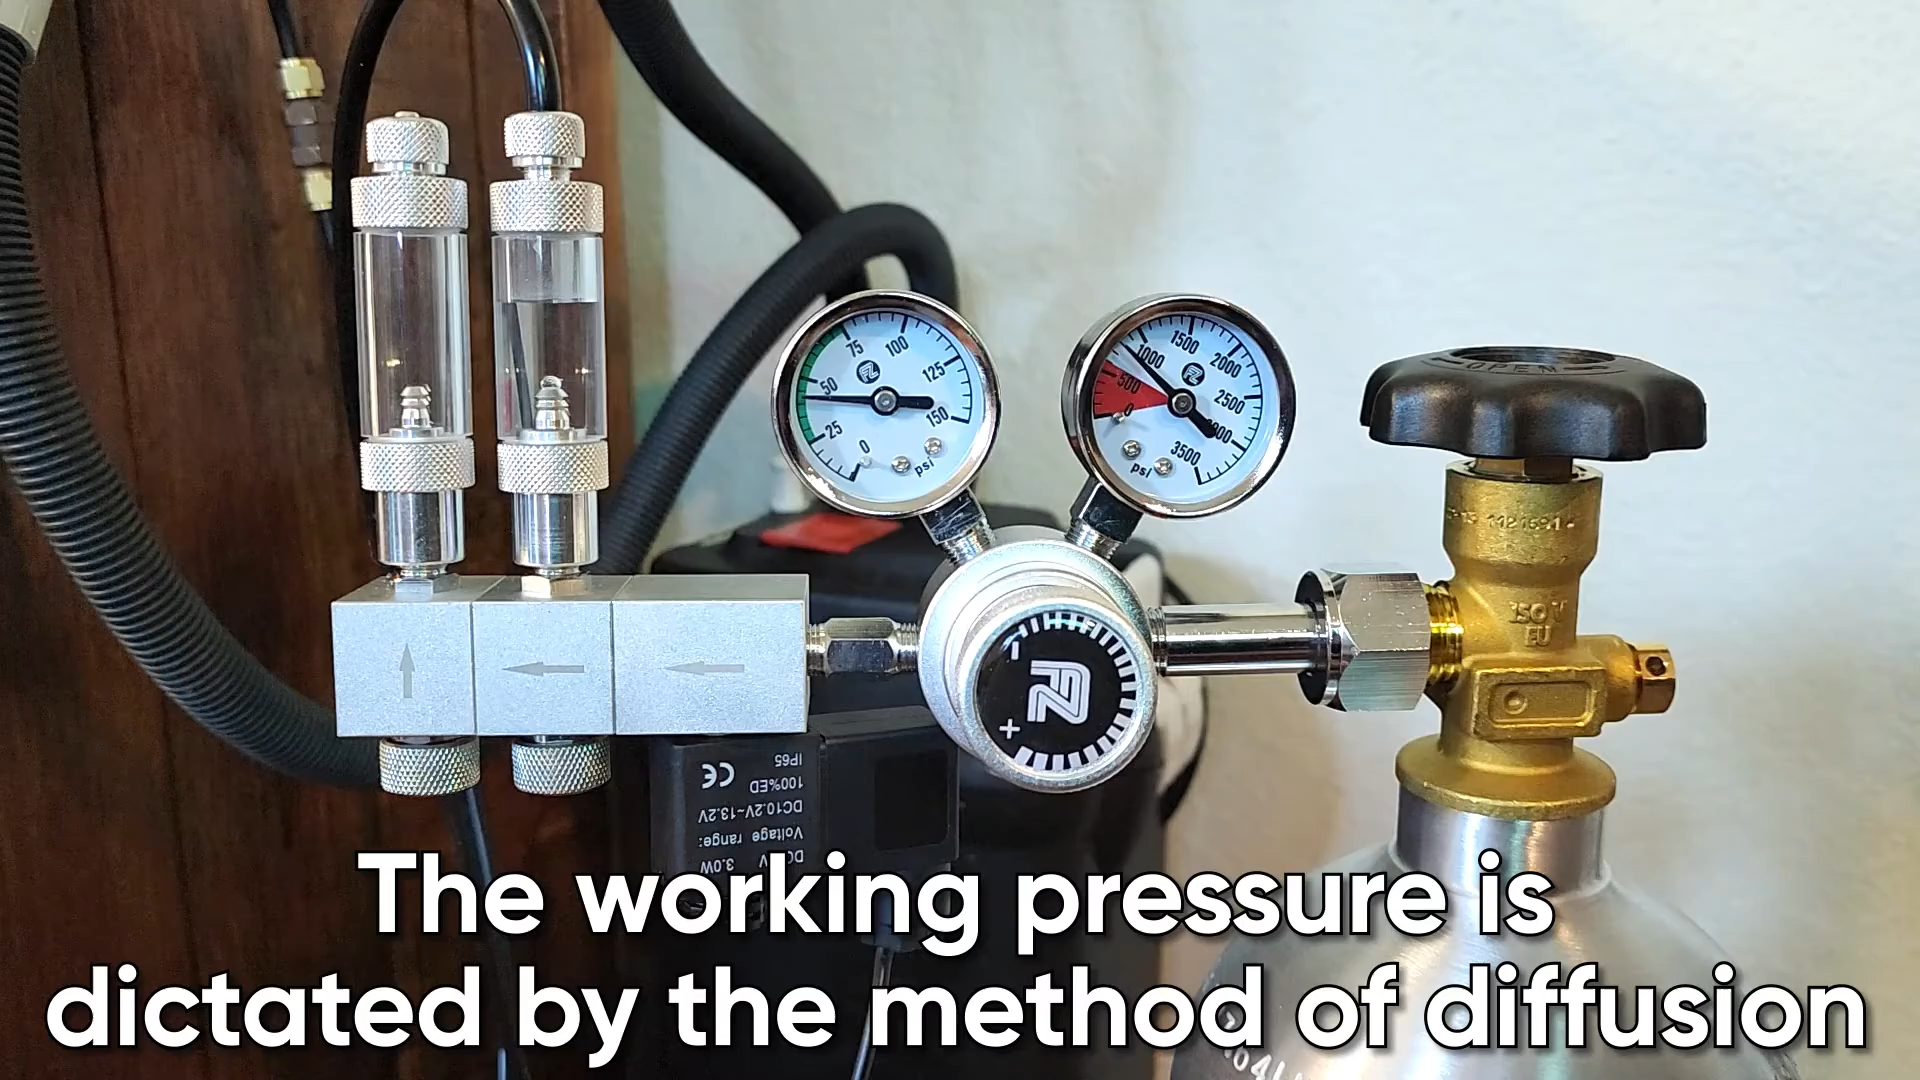 OPEN
75
100
50
125
25
150
0
psi
1500
1000
2000
500
2500
0
3500
psi
ISO V
EU
FZ
-
+
IP65
CE
100%ED
DC10.2V~13.2V
Voltage range:
3.0W
The working pressure is
dictated by the method of diffusion